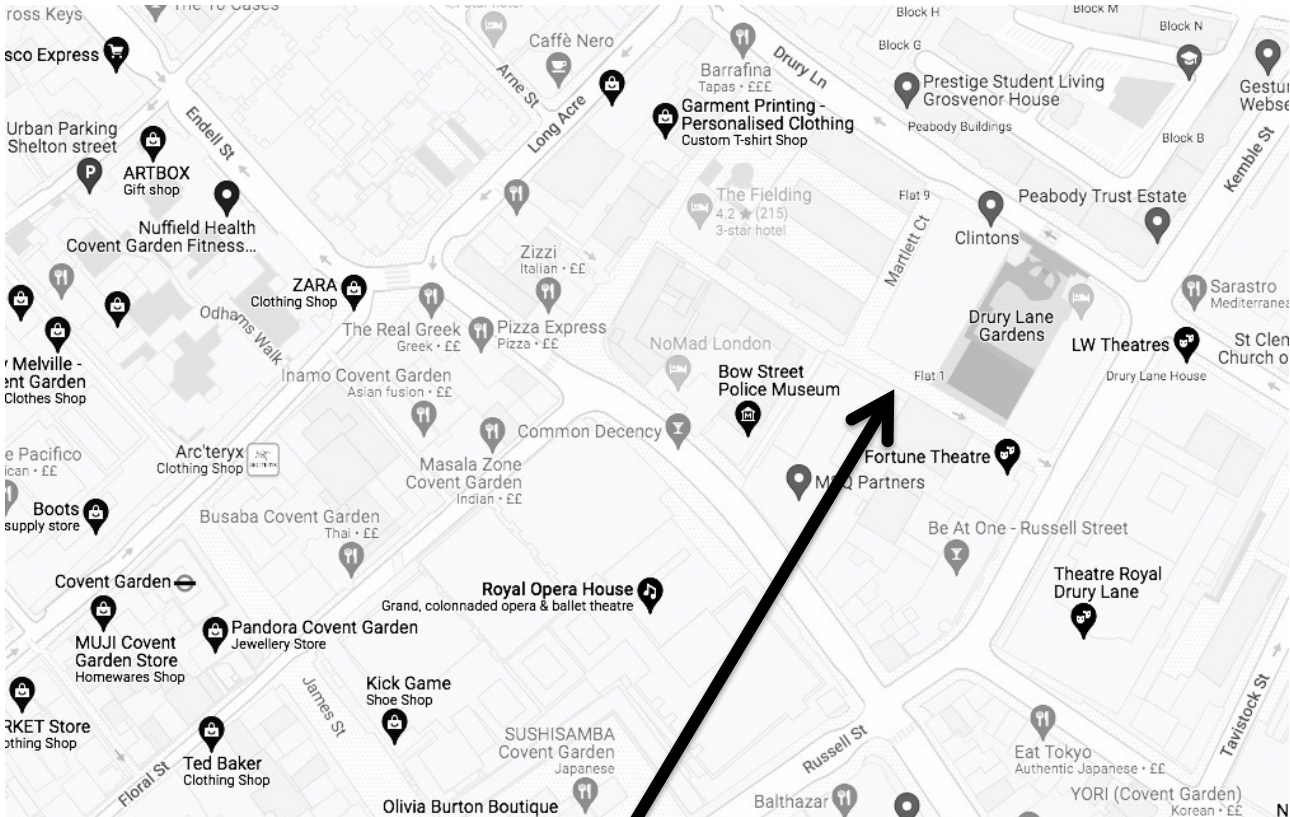 ross Keys
The 10 Cases
sco Express
Urban Parking
Shelton street
P
ARTBOX
Gift shop
Endell St
Nuffield Health
Covent Garden Fitness...
Caffè Nero
Arne St
Long Acre
Barrafina
Tapas • £££
Drury Ln
Garment Printing -
Personalised Clothing
Custom T-shirt Shop
Block H
Block M
Block N
Block G
Prestige Student Living
Grosvenor House
Peabody Buildings
Block B
Gestur
Webse
Kemble St
The Fielding
4.2 ★ (215)
3-star hotel
Flat 9
Martlett Ct
Clintons
Peabody Trust Estate
Zizzi
Italian • ££
ZARA
Clothing Shop
The Real Greek
Greek • ££
Pizza Express
Pizza • ££
Odhams Walk
NoMad London
Drury Lane
Gardens
Sarastro
Mediterranea
LW Theatres
St Clem
Church o
Drury Lane House
y Melville -
ent Garden
Clothes Shop
Inamo Covent Garden
Asian fusion • ££
Bow Street
Police Museum
M
Flat 1
Common Decency
e Pacifico
ican • ££
Arc'teryx
Clothing Shop
ARC'TERYX
Masala Zone
Covent Garden
Indian • ££
Fortune Theatre
MSQ Partners
Boots
supply store
Busaba Covent Garden
Thai • ££
Be At One - Russell Street
Covent Garden
Royal Opera House
Grand, colonnaded opera & ballet theatre
Theatre Royal
Drury Lane
MUJI Covent
Garden Store
Homewares Shop
Pandora Covent Garden
Jewellery Store
James St
Kick Game
Shoe Shop
RKET Store
othing Shop
Ted Baker
Clothing Shop
Floral St
SUSHISAMBA
Covent Garden
Japanese
Russell St
Tavistock St
Eat Tokyo
Authentic Japanese • ££
Olivia Burton Boutique
Balthazar
YORI (Covent Garden)
Korean • ££
N